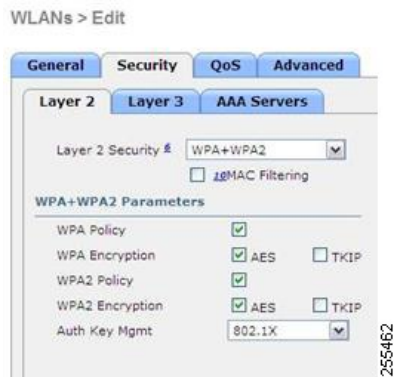 WLANs > Edit
General Security QoS Advanced
Layer 2 Layer 3 AAA Servers
Layer 2 Security 6 WPA+WPA2
10MAC Filtering
WPA+WPA2 Parameters
WPA Policy
WPA Encryption AES TKIP
WPA2 Policy
WPA2 Encryption AES TKIP
Auth Key Mgmt 802.1X
255462